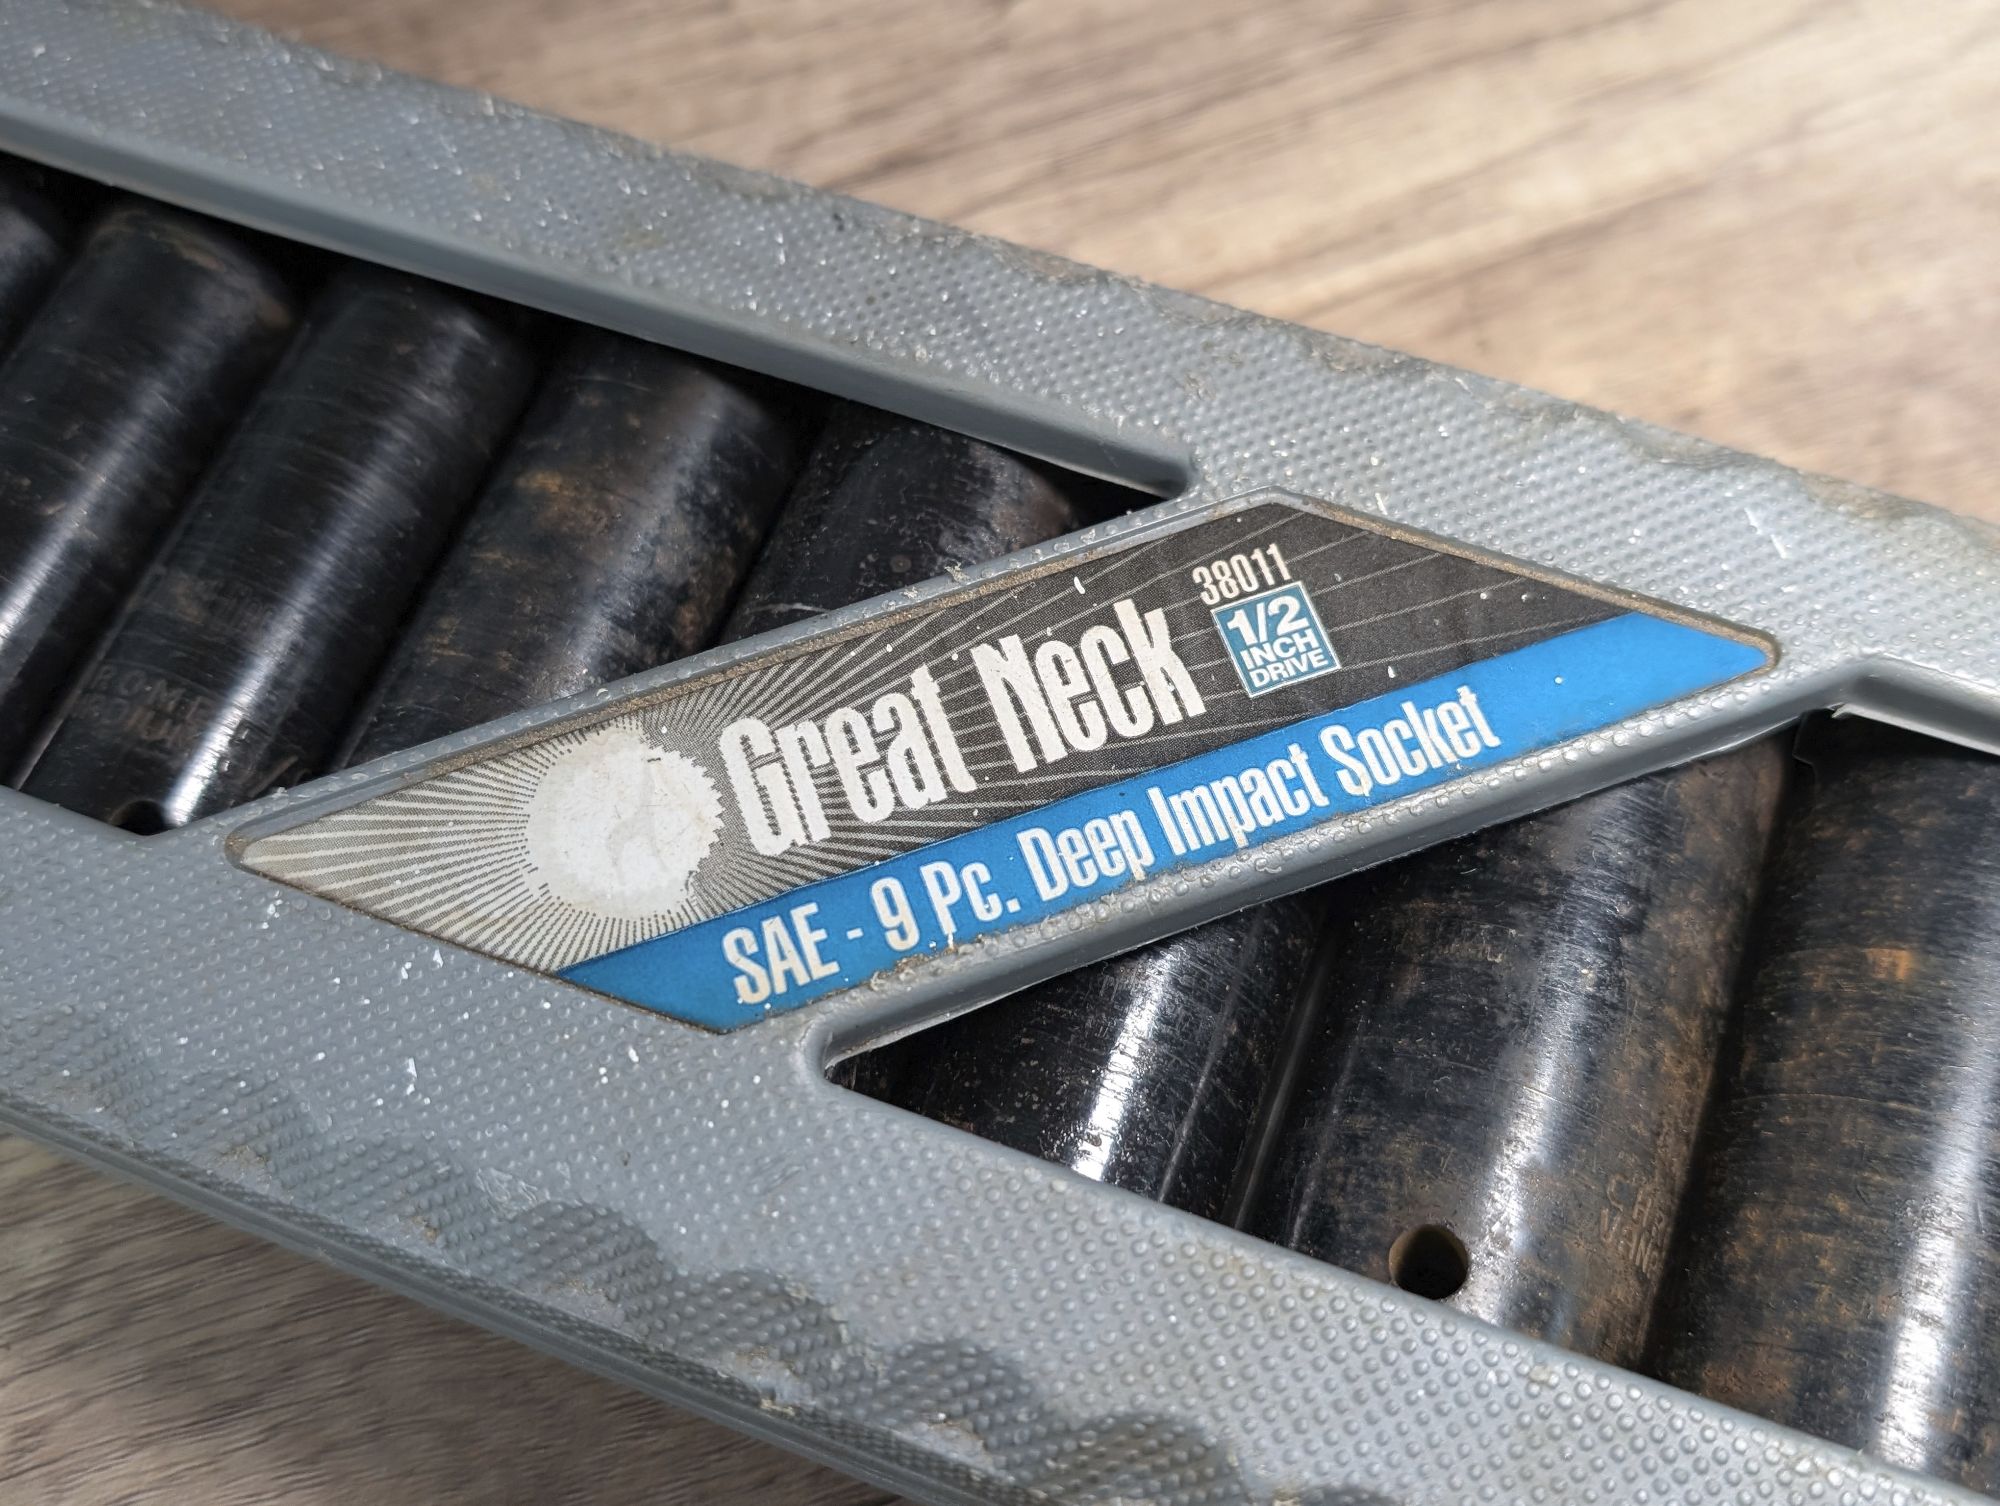 38011
Great Neck
1/2
INCH
DRIVE
SAE - 9 Pc. Deep Impact Socket